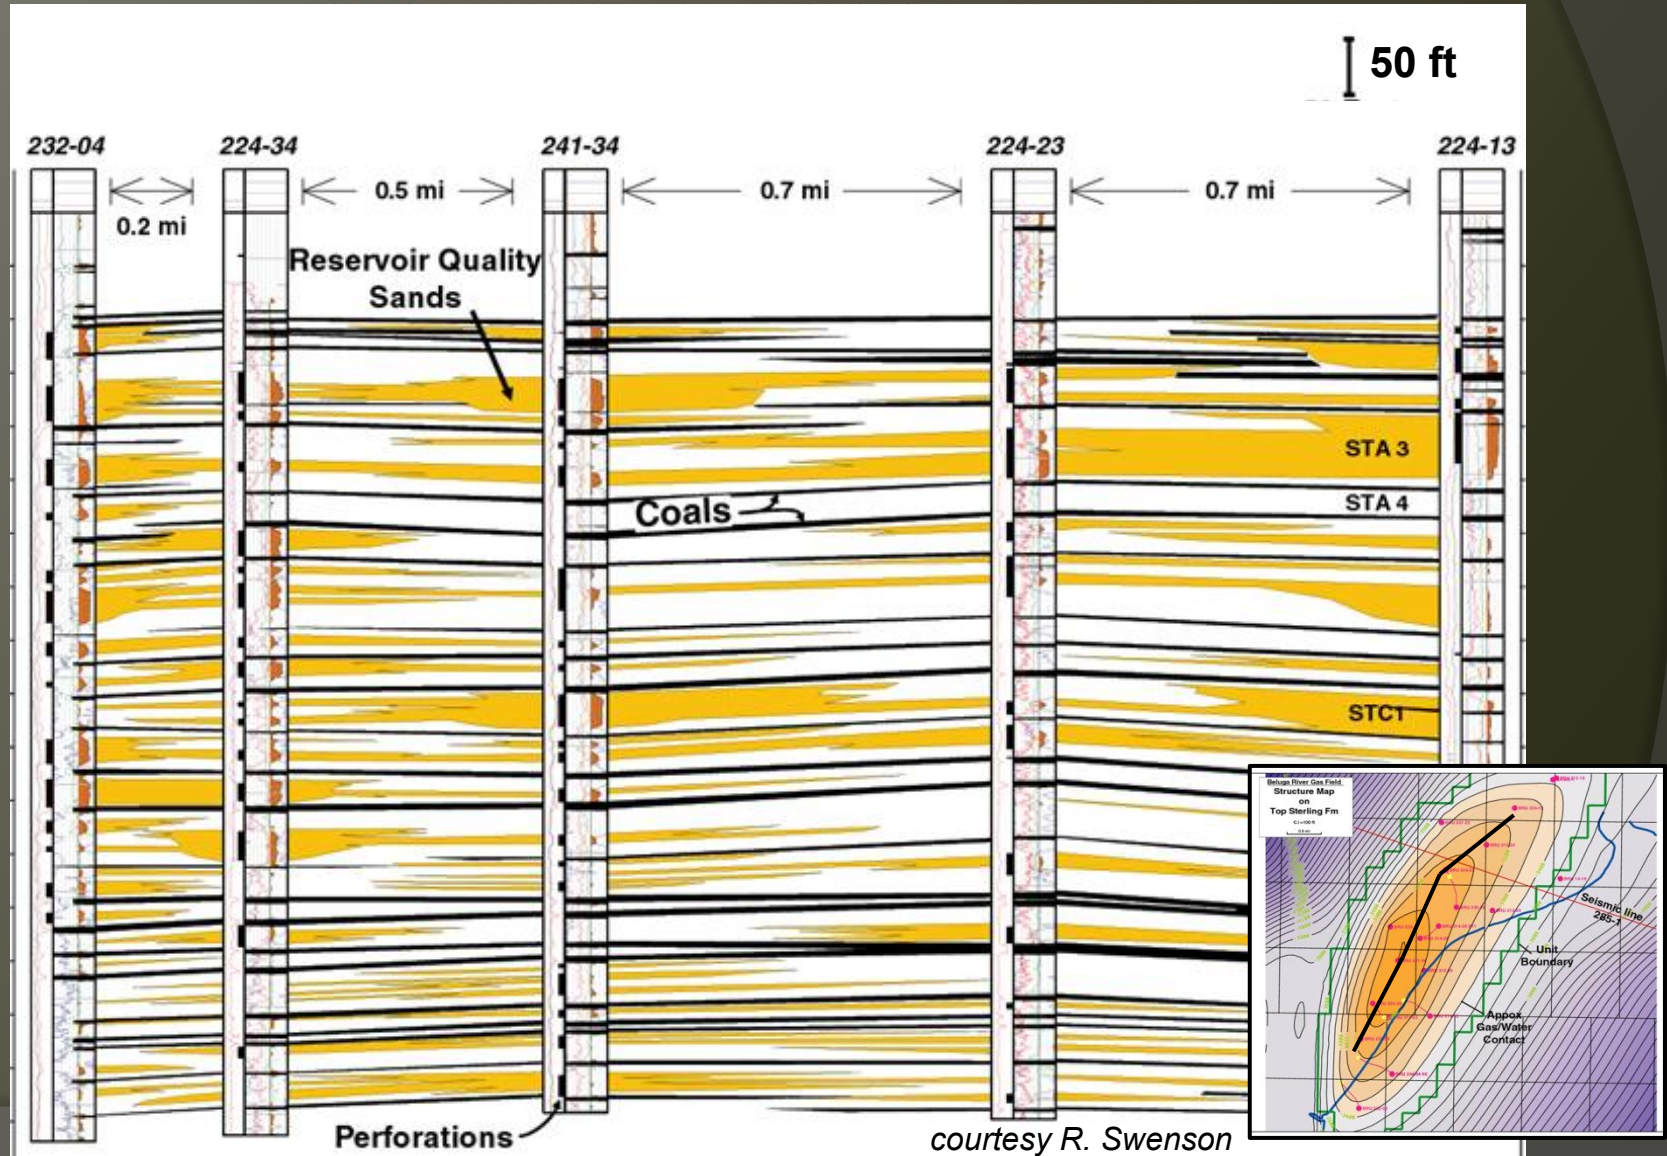 50 ft
232-04
224-34
241-34
224-23
224-13
0.2 mi
0.5 mi
0.7 mi
0.7 mi
Reservoir Quality
Sands
STA 3
STA 4
Coals
STC1
Perforations
courtesy R. Swenson
Beluga River Gas Field
Structure Map
on
Top Sterling Fm
Seismic line
285-1
Unit
Boundary
Appox
Gas/Water
Contact